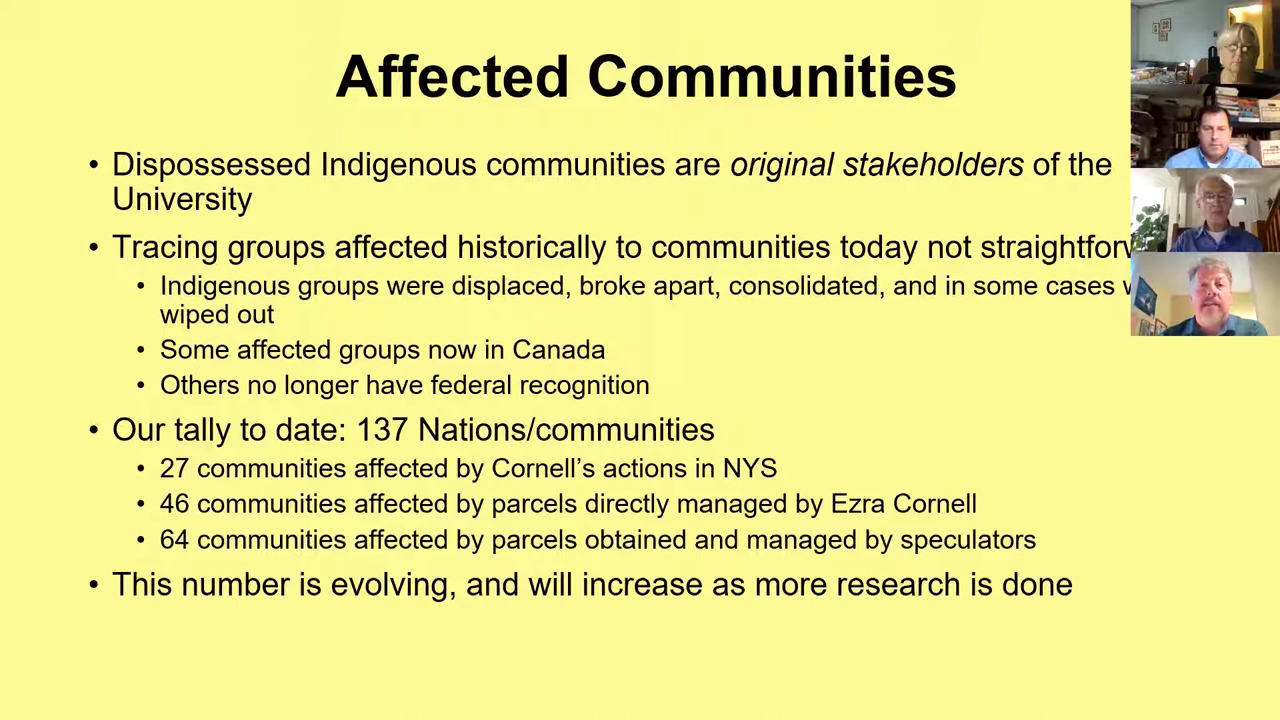 Affected Communities
• Dispossessed Indigenous communities are original stakeholders of the
University
• Tracing groups affected historically to communities today not
• Indigenous groups were displaced, broke apart, consolidated, and in some cases
wiped out
• Some affected groups now in Canada
• Others no longer have federal recognition
• Our tally to date: 137 Nations/communities
• 27 communities affected by Cornell’s actions in NYS
• 46 communities affected by parcels directly managed by Ezra Cornell
• 64 communities affected by parcels obtained and managed by speculators
• This number is evolving, and will increase as more research is done